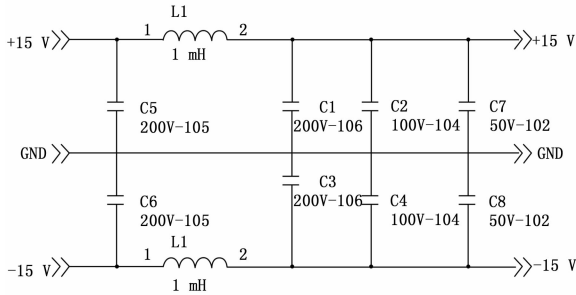 L1
+15 V
1
2
+15 V
1 mH
C5
200V-105
C1
200V-106
C2
100V-104
C7
50V-102
GND
GND
C6
200V-105
C3
200V-106
C4
100V-104
C8
50V-102
L1
1
2
-15 V
-15 V
1 mH